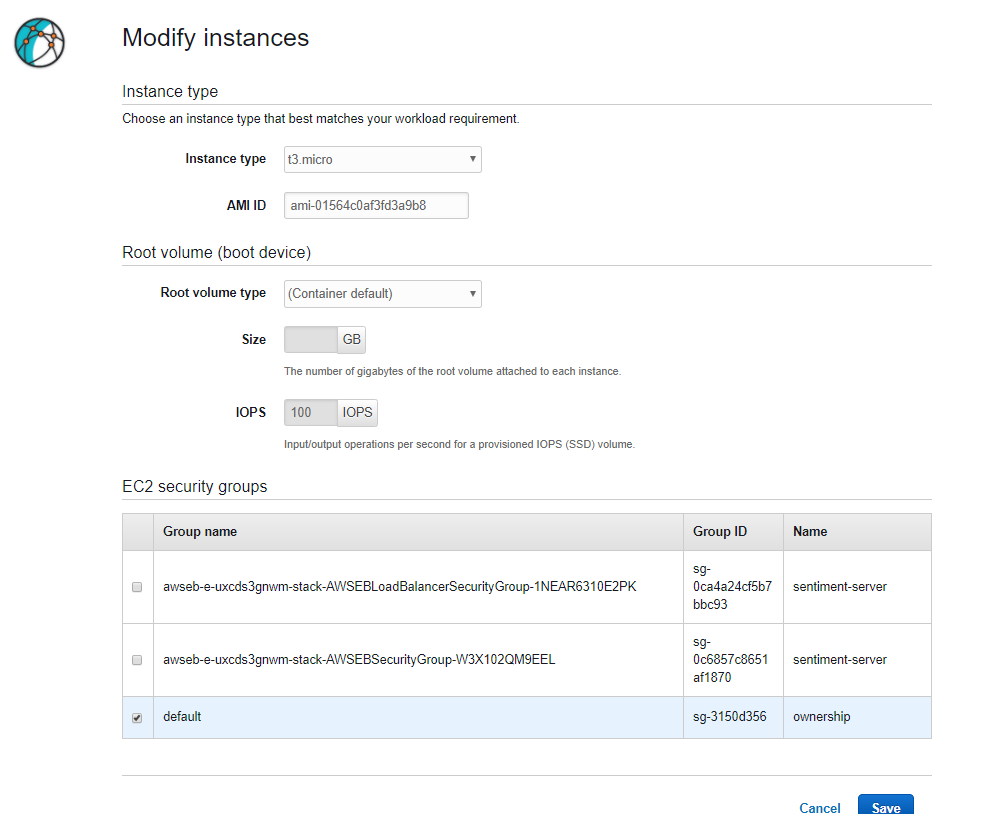 Modify instances
Instance type
Choose an instance type that best matches your workload requirement.
Instance type t3.micro
AMI ID ami-01564c0af3fd3a9b8
Root volume (boot device)
Root volume type (Container default)
Size GB
The number of gigabytes of the root volume attached to each instance.
IOPS 100 IOPS
Input/output operations per second for a provisioned IOPS (SSD) volume.
EC2 security groups
Group name Group ID Name
awseb-e-uxcds3gnwm-stack-AWSEBLoadBalancerSecurityGroup-1NEAR6310E2PK
sg-
0ca4a24cf5b7
bbc93
sentiment-server
awseb-e-uxcds3gnwm-stack-AWSEBSecurityGroup-W3X102QM9EEL
sg-
0c6857c8651
af1870
sentiment-server
default sg-3150d356 ownership
Cancel Save